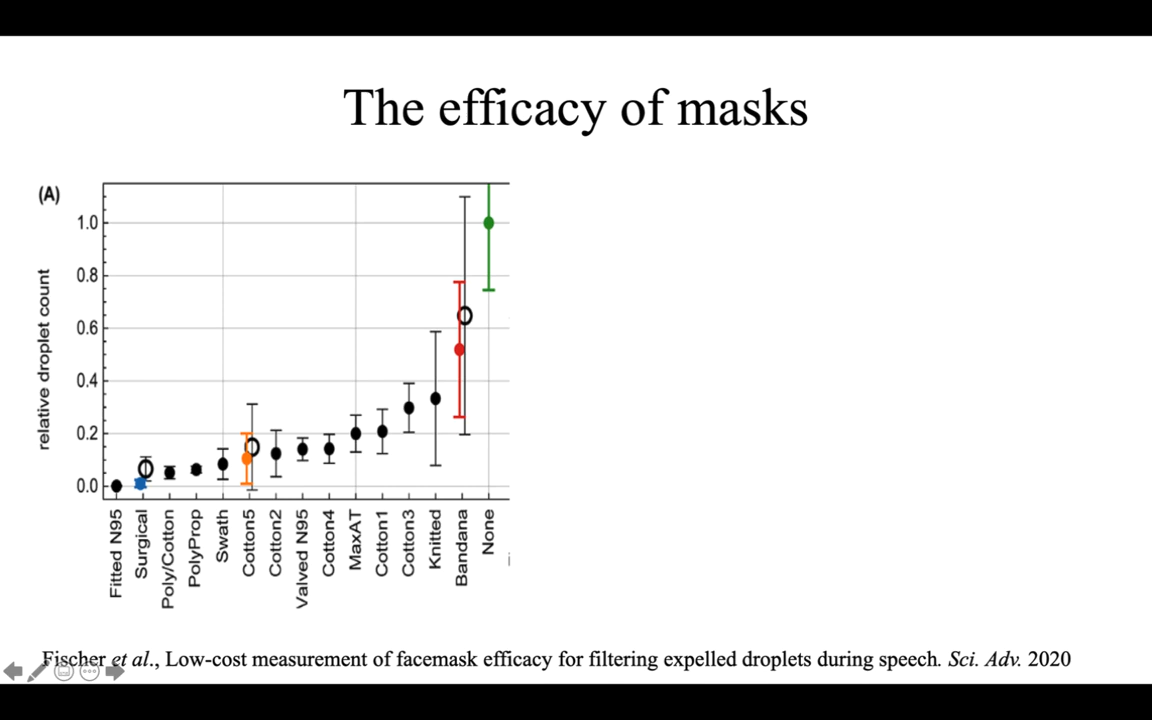 The efficacy of masks
(A)
relative droplet count
1.0
0.8
0.6
0.4
0.2
0.0
Fitted N95
Surgical
Poly/Cotton
PolyProp
Swath
Cotton5
Cotton2
Valved N95
Cotton4
MaxAT
Cotton1
Cotton3
Knitted
Bandana
None
Fischer et al., Low-cost measurement of facemask efficacy for filtering expelled droplets during speech. Sci. Adv. 2020